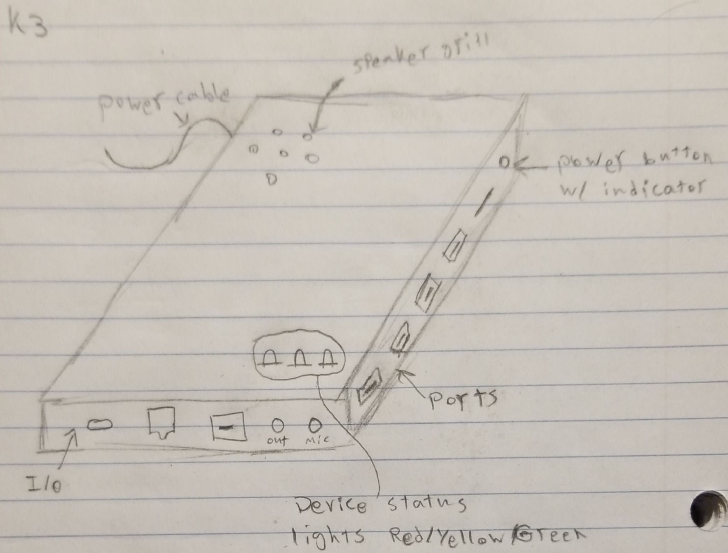 K3
speaker grill
power cable
power button
w/ indicator
Ports
out
Mic
I/O
Device status
lights Red/Yellow/Green